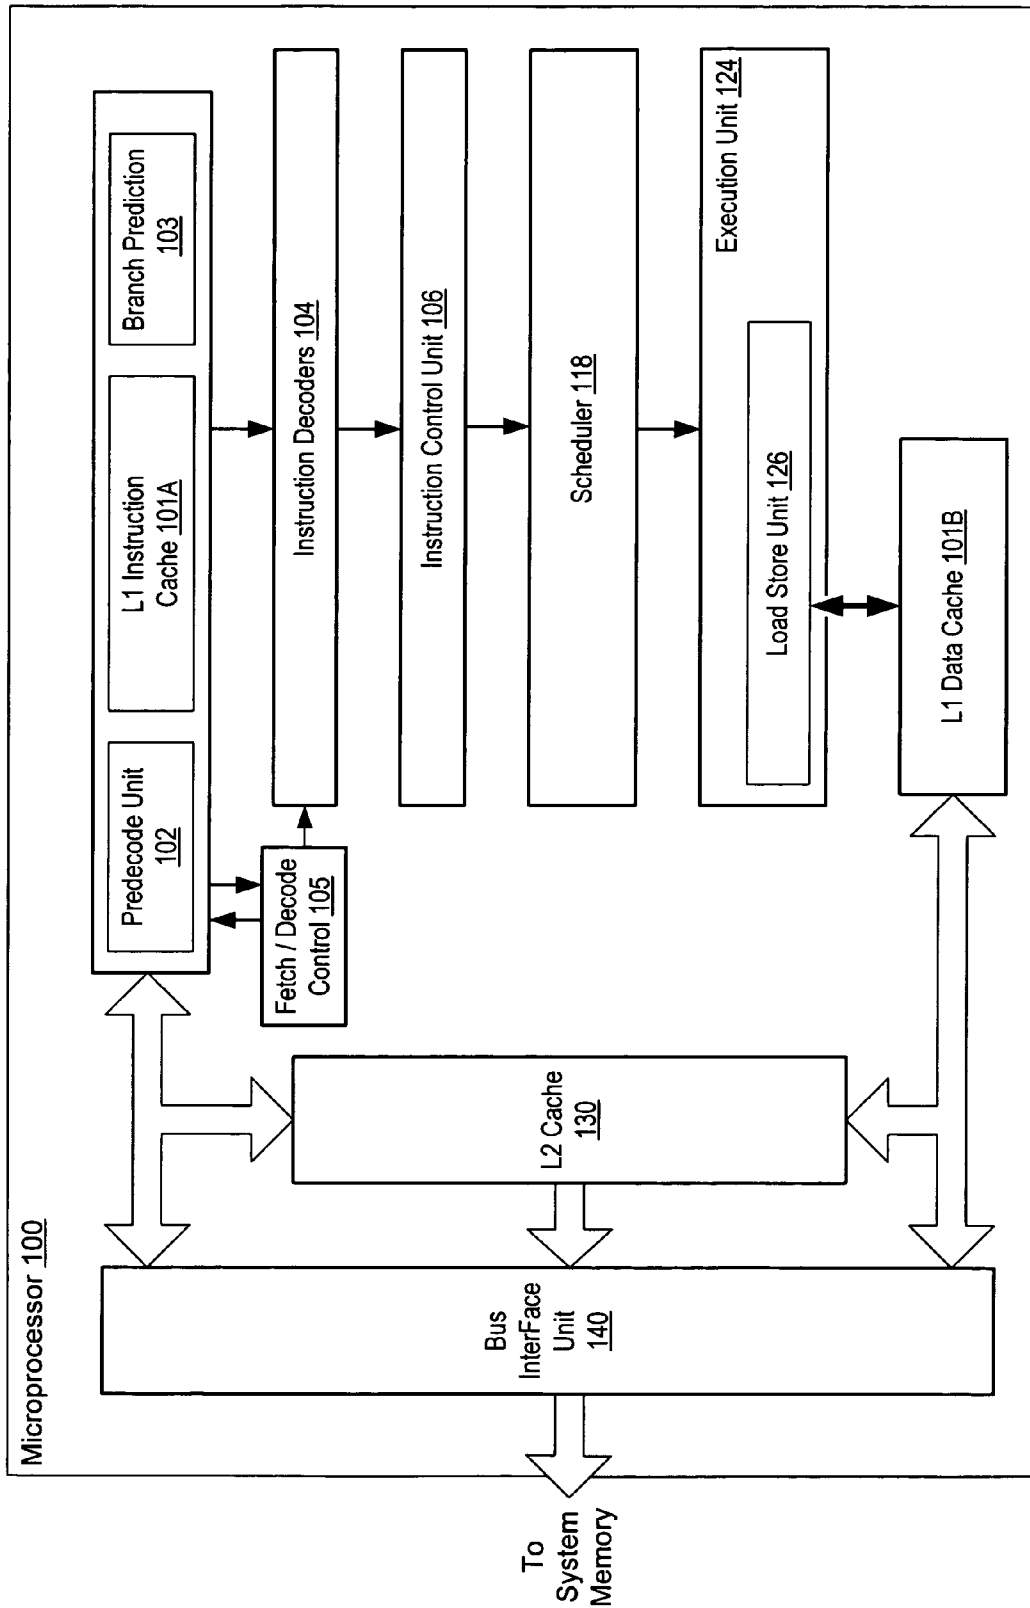 Microprocessor 100
Predecode Unit
102
L1 Instruction
Cache 101A
Branch Prediction
103
Fetch / Decode
Control 105
Instruction Decoders 104
Instruction Control Unit 106
Scheduler 118
Execution Unit 124
Load Store Unit 126
L1 Data Cache 101B
L2 Cache
130
Bus
InterFace
Unit
140
To
System
Memory